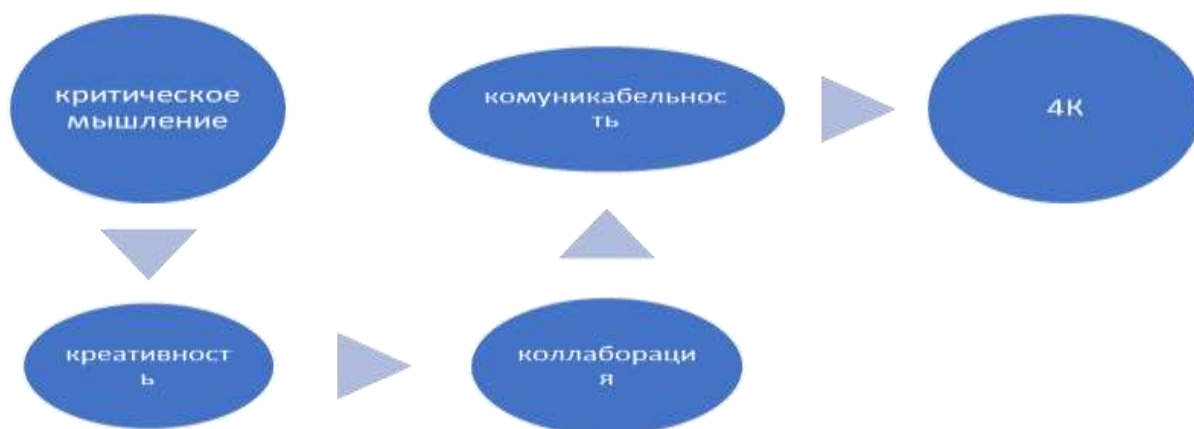 критическое
мышление
креативност
ь
коллабораци
я
комуникабельнос
ть
4К